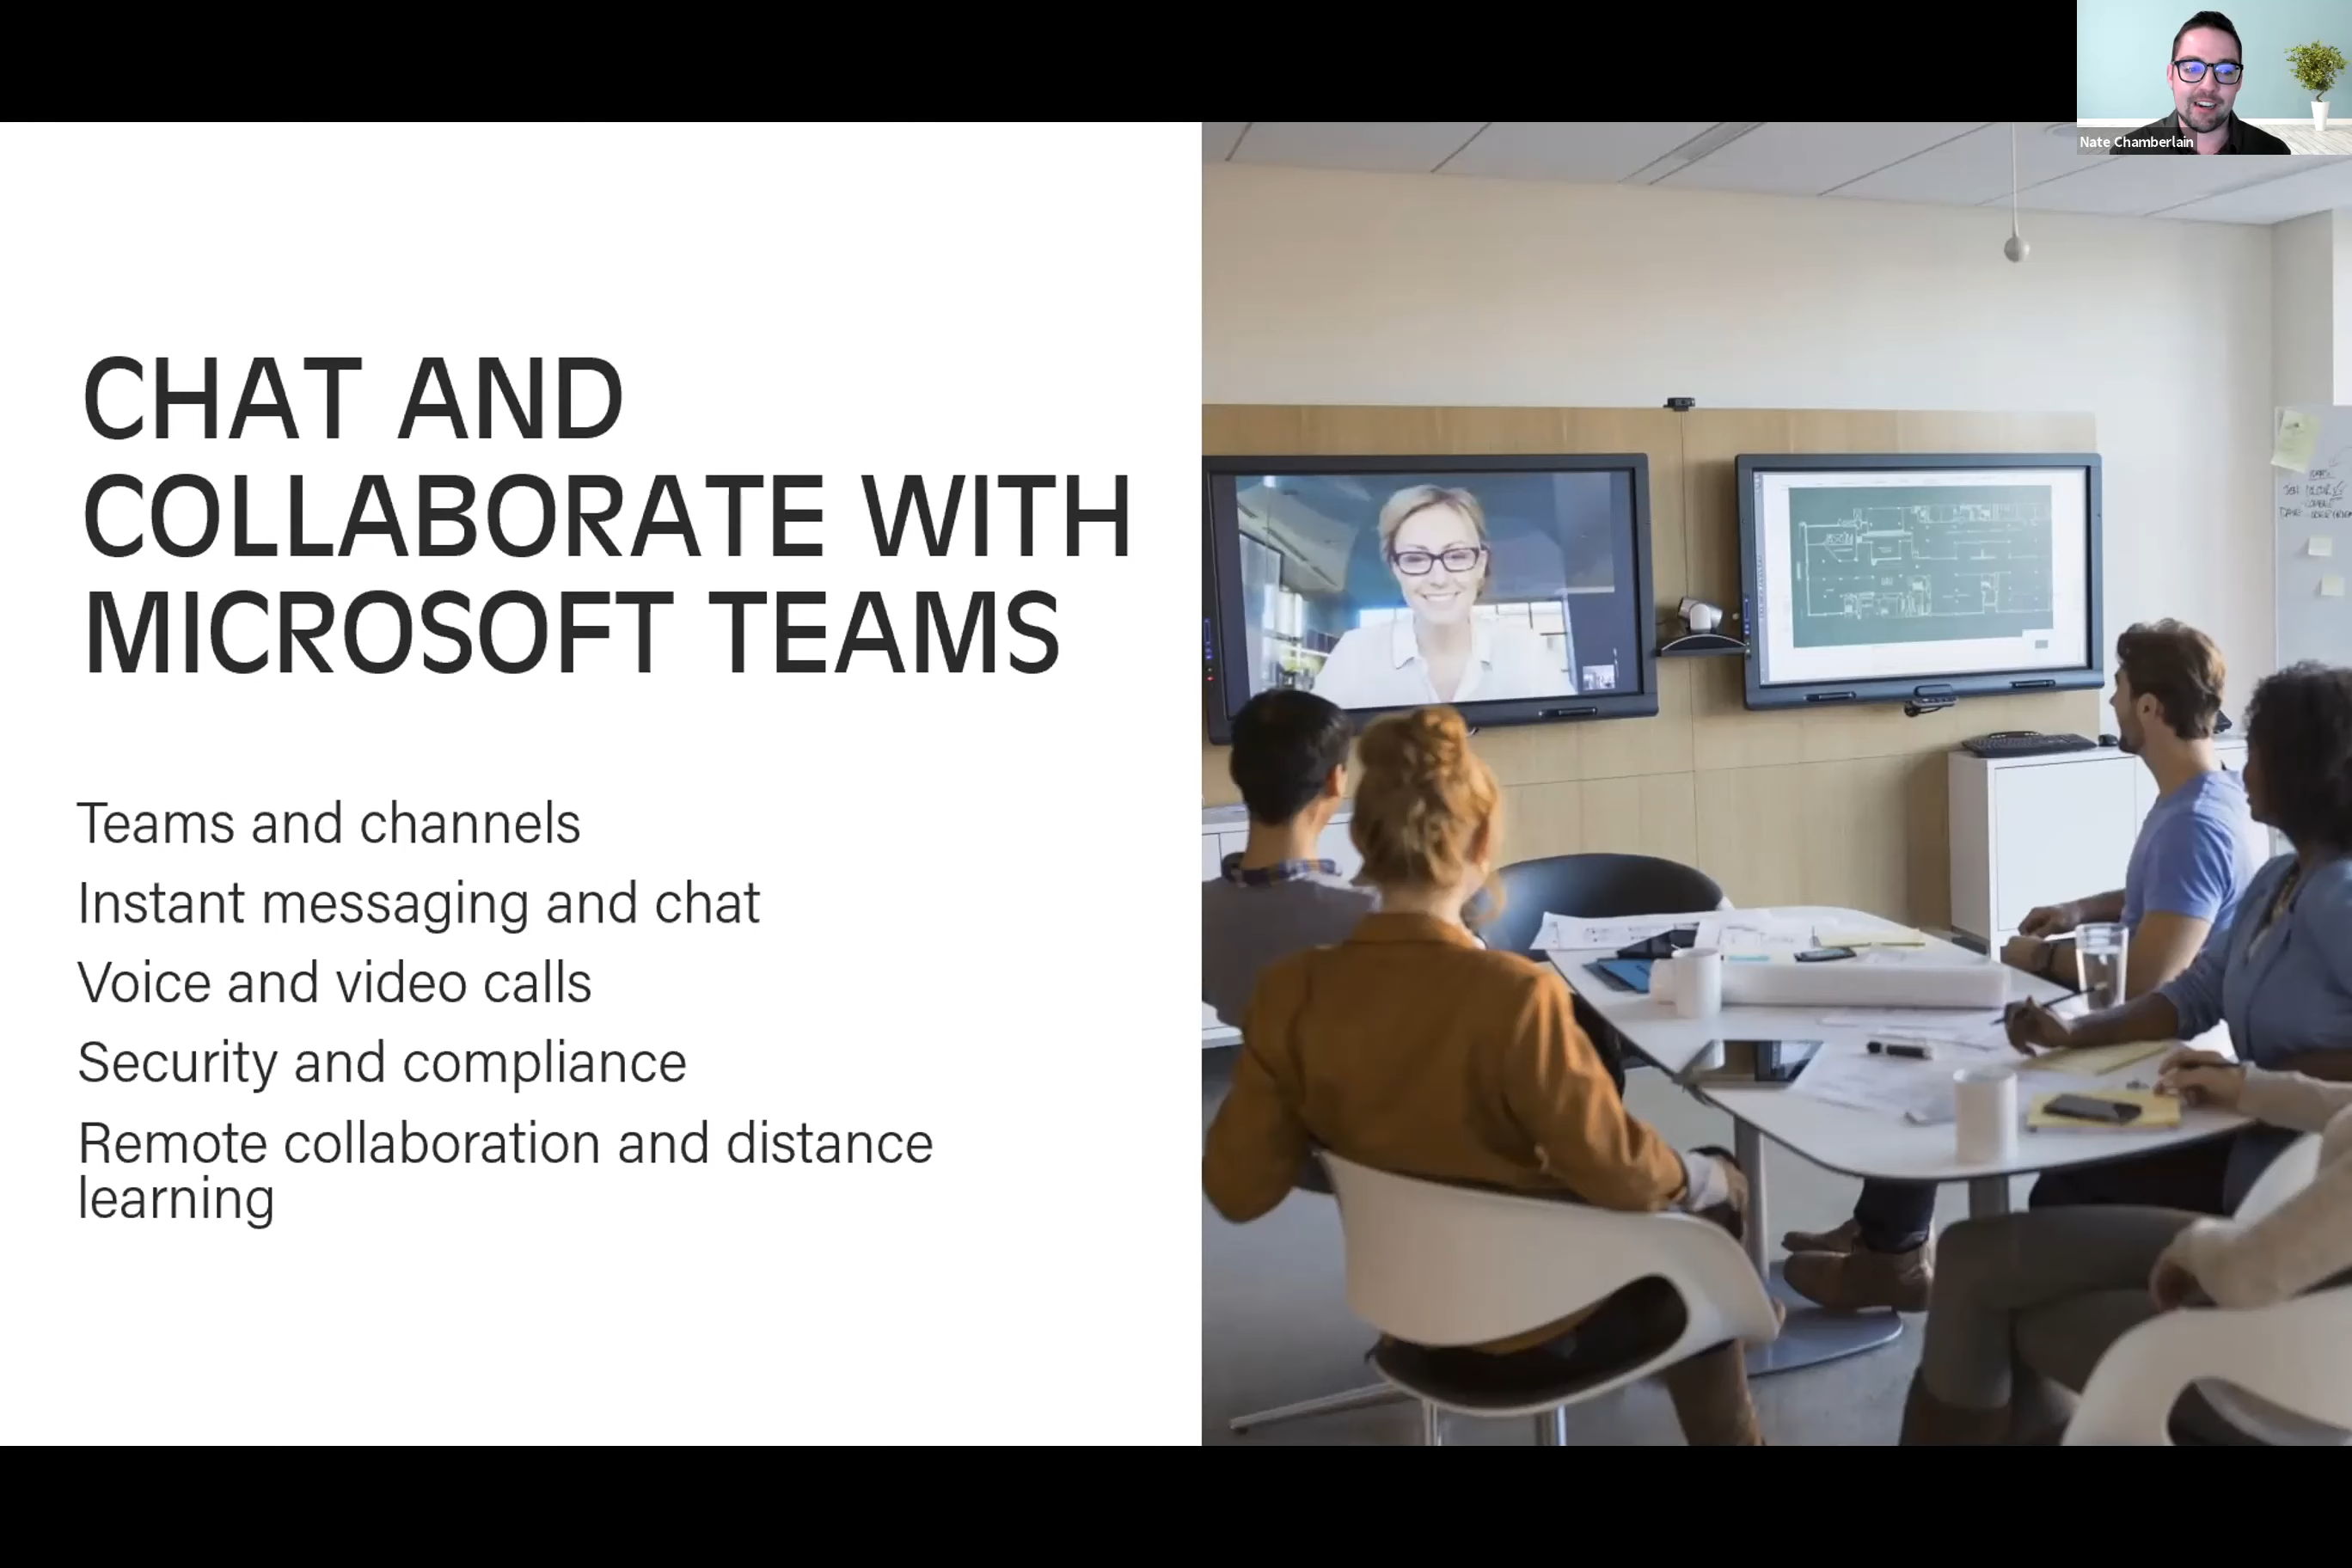 Nate Chamberlain
CHAT AND
COLLABORATE WITH
MICROSOFT TEAMS
Teams and channels
Instant messaging and chat
Voice and video calls
Security and compliance
Remote collaboration and distance
learning